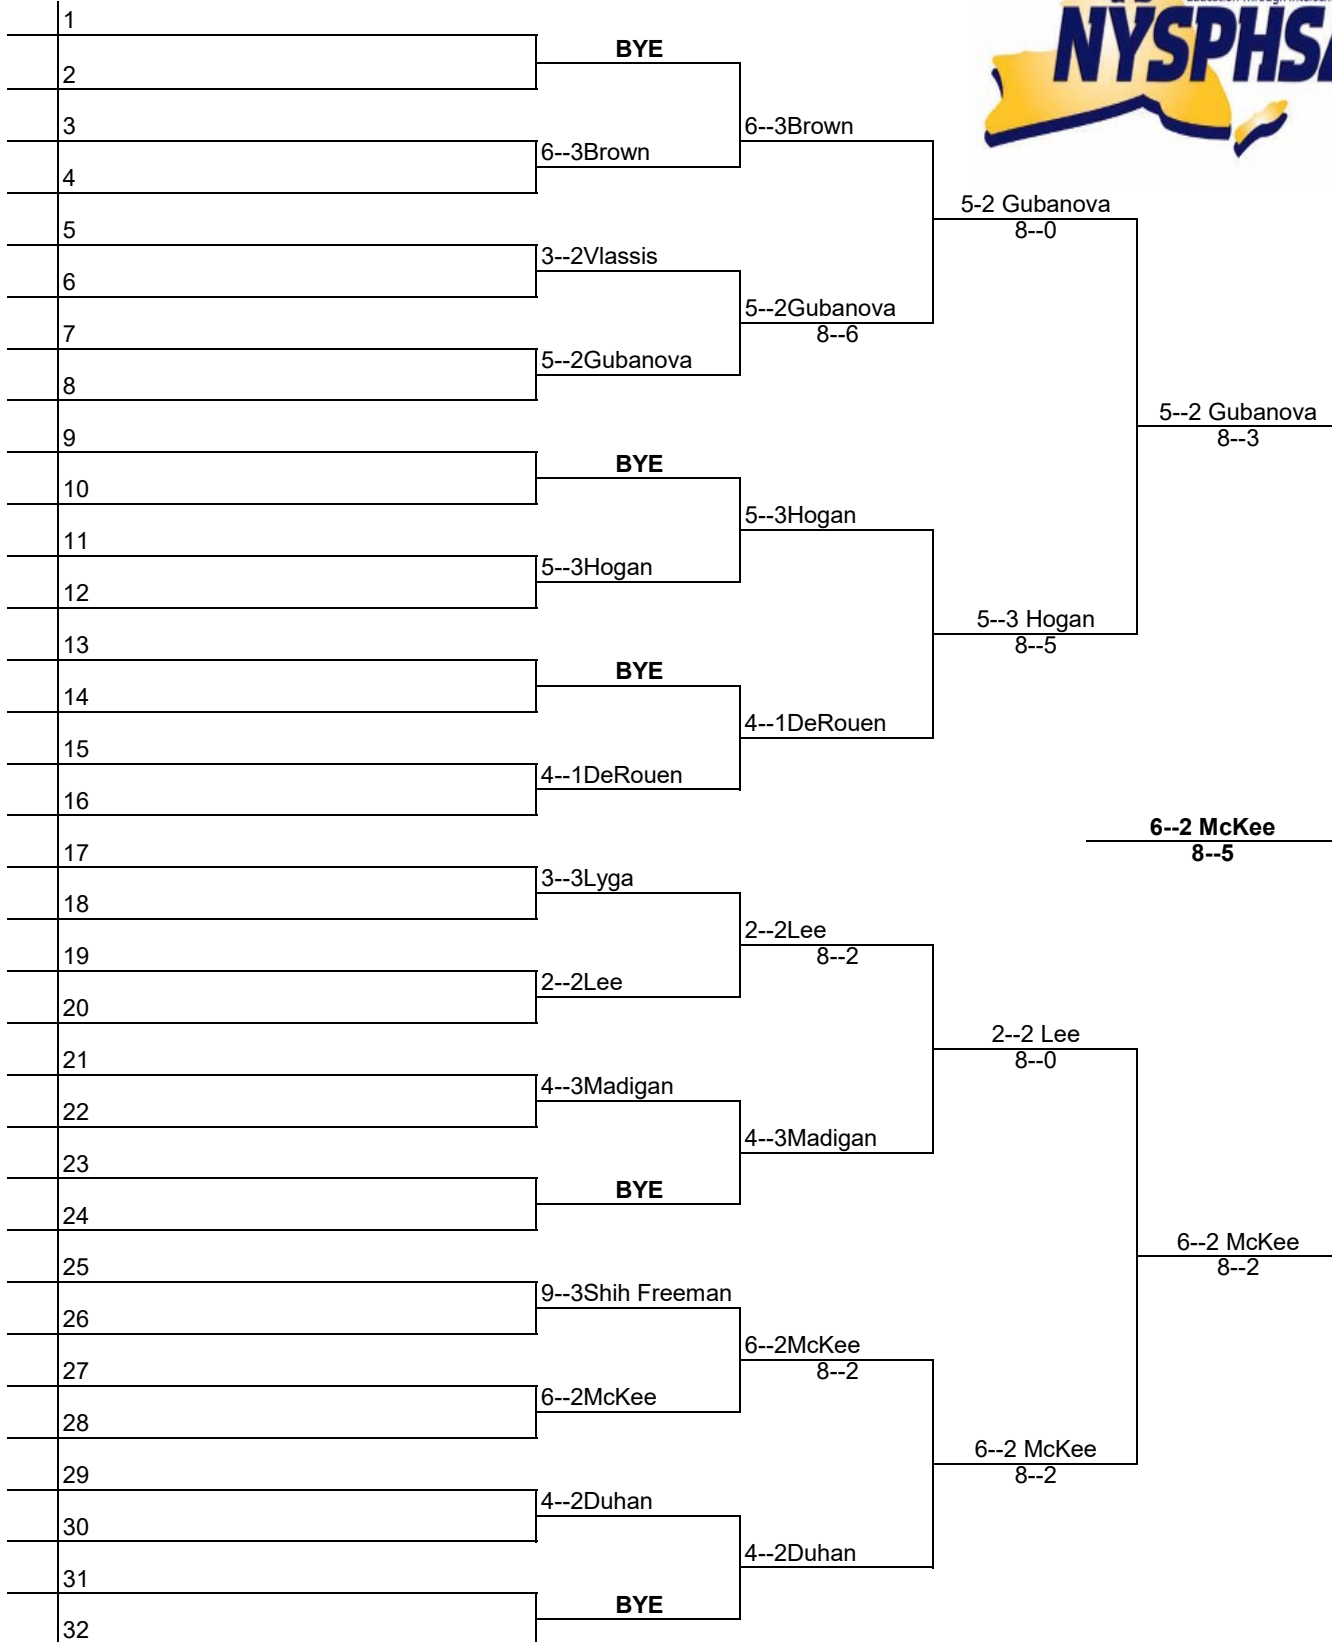 1
BYE
2
3
6--3Brown
6--3Brown
4
5-2 Gubanova
8--0
5
3--2Vlassis
6
5--2Gubanova
8--6
7
5--2Gubanova
8
5--2 Gubanova
8--3
9
BYE
10
5--3Hogan
11
5--3Hogan
12
5--3 Hogan
8--5
13
BYE
14
4--1DeRouen
15
4--1DeRouen
16
6--2 McKee
8--5
17
3--3Lyga
18
2--2Lee
8--2
19
2--2Lee
20
2--2 Lee
8--0
21
4--3Madigan
22
4--3Madigan
23
BYE
24
6--2 McKee
8--2
25
9--3Shih Freeman
26
6--2McKee
8--2
27
6--2McKee
28
6--2 McKee
8--2
29
4--2Duhan
30
4--2Duhan
31
BYE
32